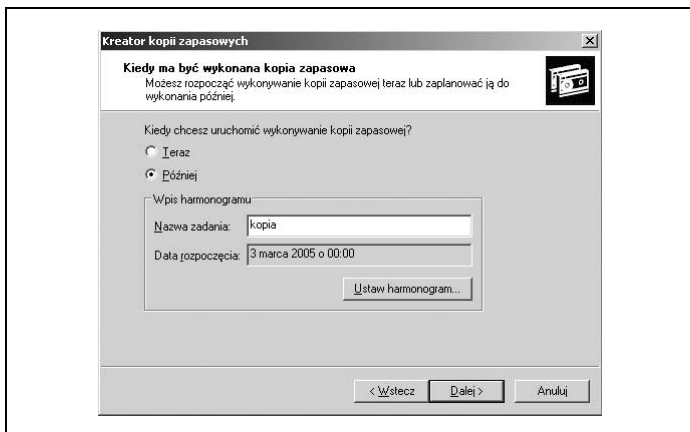 Kreator kopii zapasowych
Kiedy ma być wykonana kopia zapasowa
Możesz rozpocząć wykonywanie kopii zapasowej teraz lub zaplanować ją do
wykonania później.
Kiedy chcesz uruchomić wykonywanie kopii zapasowej?
Teraz
Później
Wpis harmonogramu
Nazwa zadania: kopia
Data rozpoczęcia: 3 marca 2005 o 00:00
Ustaw harmonogram...
< Wstecz Dalej > Anuluj